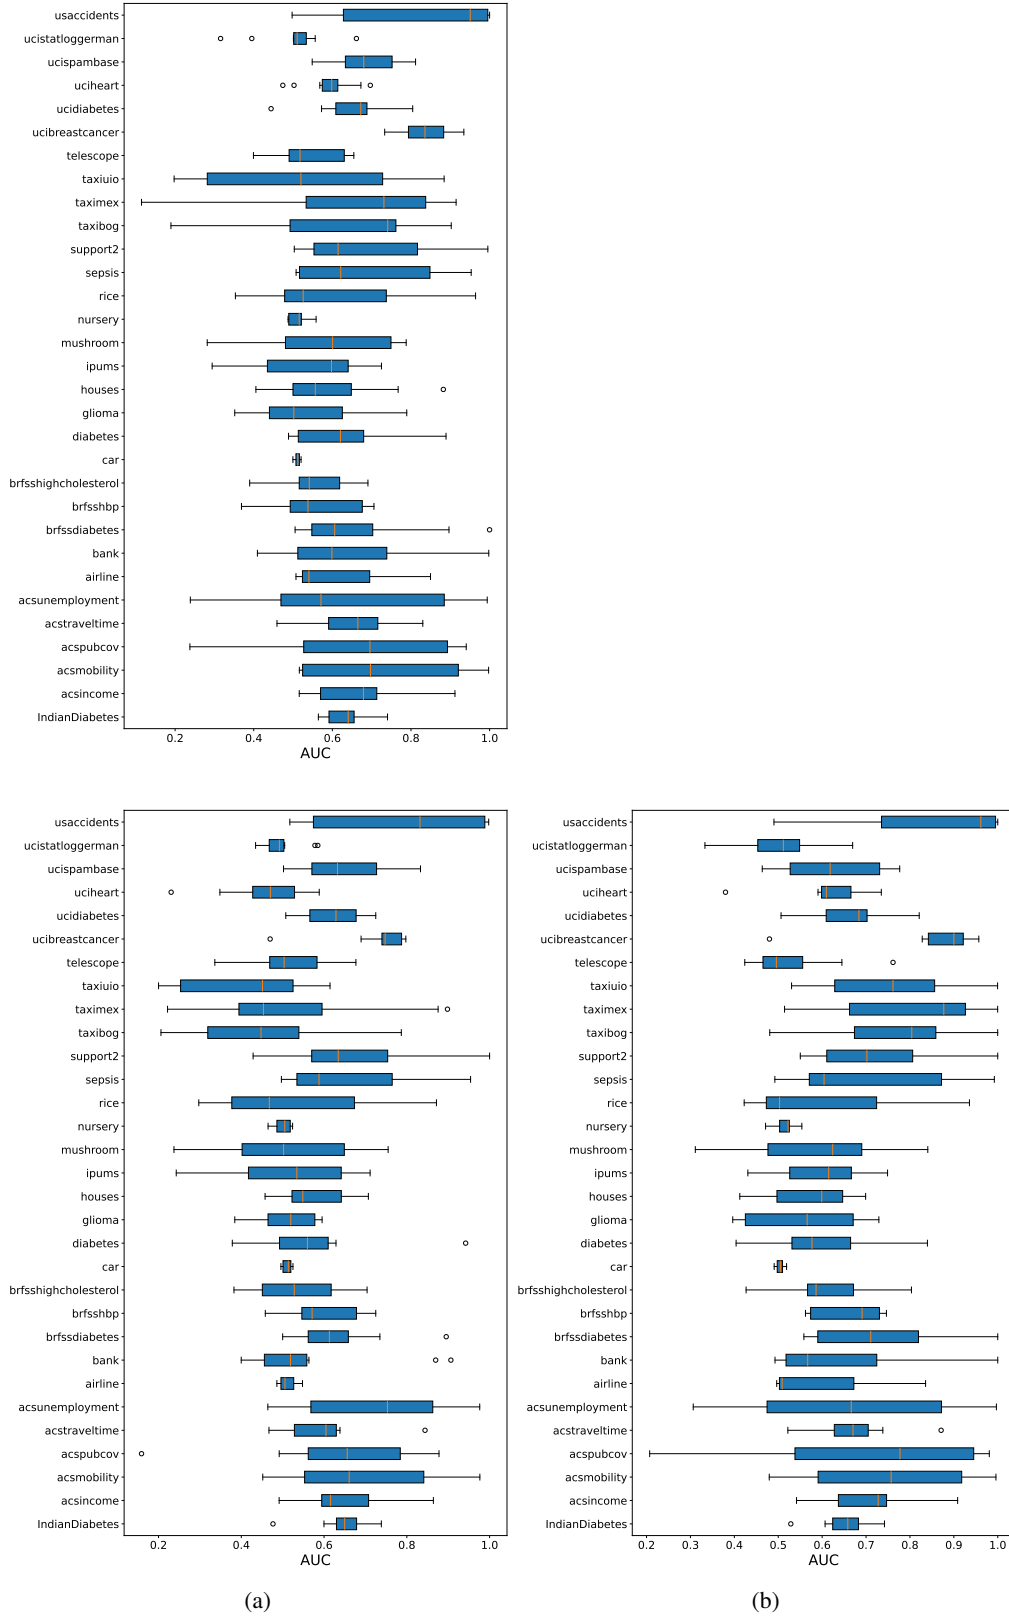 usaccidents
ucistatloggerman
ucispambase
uciheart
ucidiabetes
ucibreastcancer
telescope
taxiuio
taximex
taxibog
support2
sepsis
rice
nursery
mushroom
ipums
houses
glioma
diabetes
car
brfsshighcholesterol
brfsshbp
brfssdiabetes
bank
airline
acsunemployment
acstraveltime
acspubcov
acsmobility
acsincome
IndianDiabetes
0.2 0.4 0.6 0.8 1.0
AUC
usaccidents
ucistatloggerman
ucispambase
uciheart
ucidiabetes
ucibreastcancer
telescope
taxiuio
taximex
taxibog
support2
sepsis
rice
nursery
mushroom
ipums
houses
glioma
diabetes
car
brfsshighcholesterol
brfsshbp
brfssdiabetes
bank
airline
acsunemployment
acstraveltime
acspubcov
acsmobility
acsincome
IndianDiabetes
0.2 0.4 0.6 0.8 1.0
AUC
(a)
usaccidents
ucistatloggerman
ucispambase
uciheart
ucidiabetes
ucibreastcancer
telescope
taxiuio
taximex
taxibog
support2
sepsis
rice
nursery
mushroom
ipums
houses
glioma
diabetes
car
brfsshighcholesterol
brfsshbp
brfssdiabetes
bank
airline
acsunemployment
acstraveltime
acspubcov
acsmobility
acsincome
IndianDiabetes
0.2 0.3 0.4 0.5 0.6 0.7 0.8 0.9 1.0
AUC
(b)